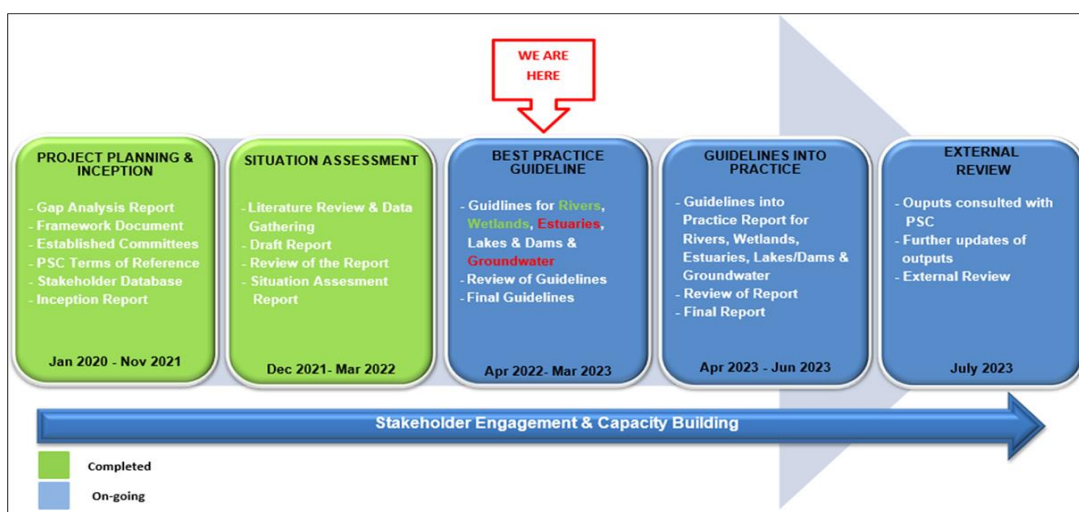 WE ARE
HERE
PROJECT PLANNING &
INCEPTION
- Gap Analysis Report
- Framework Document
- Established Committees
- PSC Terms of Reference
- Stakeholder Database
- Inception Report
Jan 2020 - Nov 2021
SITUATION ASSESSMENT
- Literature Review & Data
Gathering
- Draft Report
- Review of the Report
- Situation Assesment
Report
Dec 2021- Mar 2022
BEST PRACTICE
GUIDELINE
- Guidlines for Rivers,
Wetlands, Estuaries,
Lakes & Dams &
Groundwater
- Review of Guidelines
- Final Guidelines
Apr 2022- Mar 2023
GUIDELINES INTO
PRACTICE
- Guidelines into
Practice Report for
Rivers, Wetlands,
Estuaries, Lakes/Dams &
Groundwater
- Review of Report
- Final Report
Apr 2023 - Jun 2023
EXTERNAL
REVIEW
- Ouputs consulted with
PSC
- Further updates of
outputs
- External Review
July 2023
Stakeholder Engagement & Capacity Building
Completed
On-going